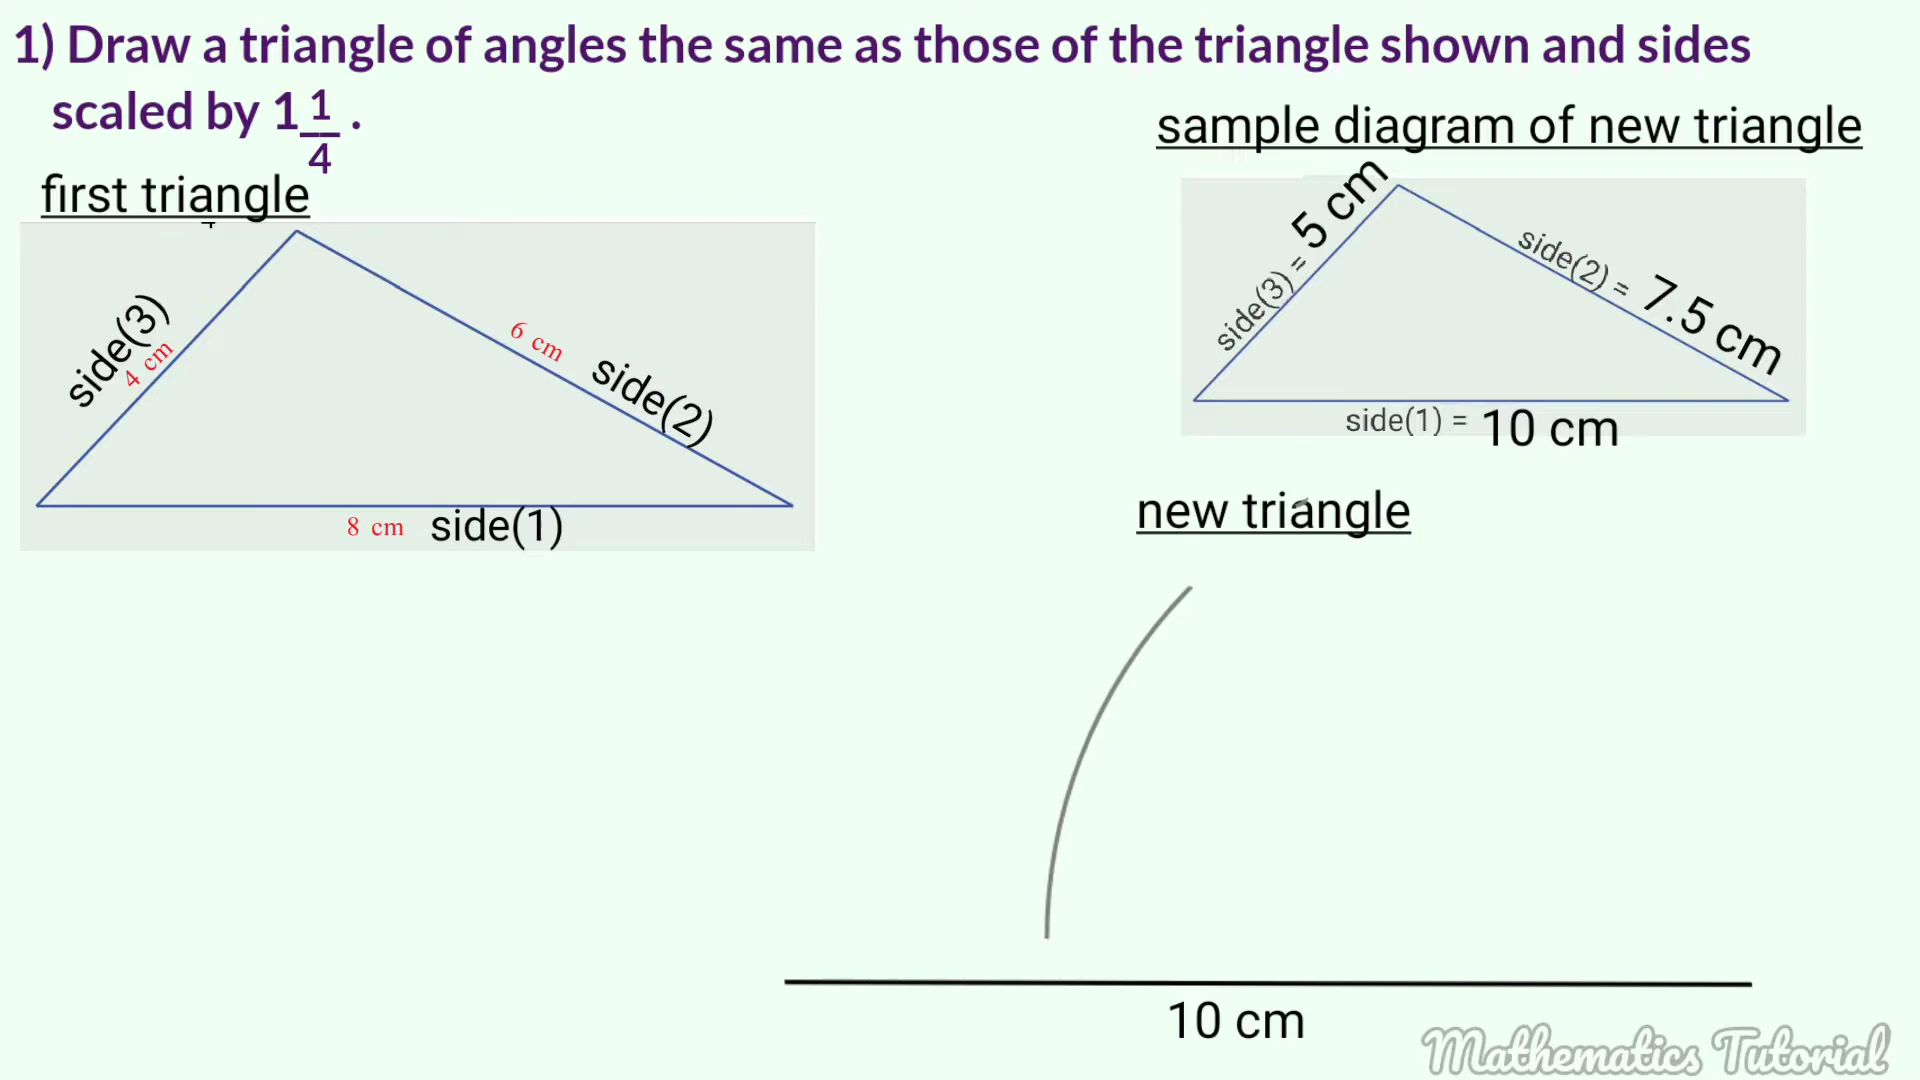 1) Draw a triangle of angles the same as those of the triangle shown and sides
scaled by 1 1/4 .
first triangle
side(3)
4 cm
6 cm
side(2)
8 cm side(1)
sample diagram of new triangle
side(3) = 5 cm
side(2) = 7.5 cm
side(1) = 10 cm
new triangle
10 cm
Mathematics Tutorial